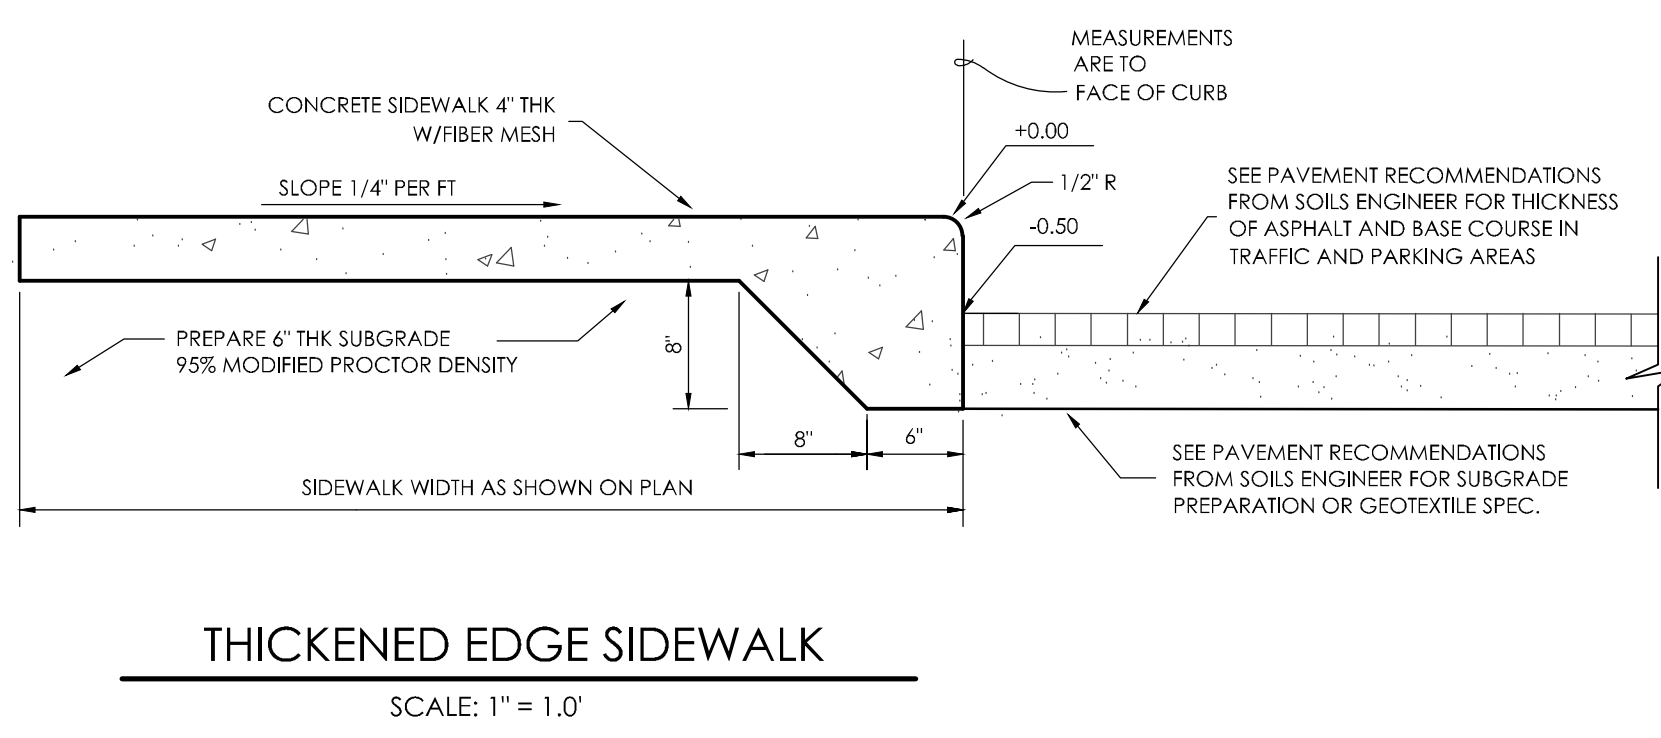 MEASUREMENTS
ARE TO
FACE OF CURB
CONCRETE SIDEWALK 4" THK
W/FIBER MESH
+0.00
SLOPE 1/4" PER FT
1/2" R
-0.50
SEE PAVEMENT RECOMMENDATIONS
FROM SOILS ENGINEER FOR THICKNESS
OF ASPHALT AND BASE COURSE IN
TRAFFIC AND PARKING AREAS
PREPARE 6" THK SUBGRADE
95% MODIFIED PROCTOR DENSITY
8"
8"
6"
SEE PAVEMENT RECOMMENDATIONS
FROM SOILS ENGINEER FOR SUBGRADE
PREPARATION OR GEOTEXTILE SPEC.
SIDEWALK WIDTH AS SHOWN ON PLAN
THICKENED EDGE SIDEWALK
SCALE: 1" = 1.0'